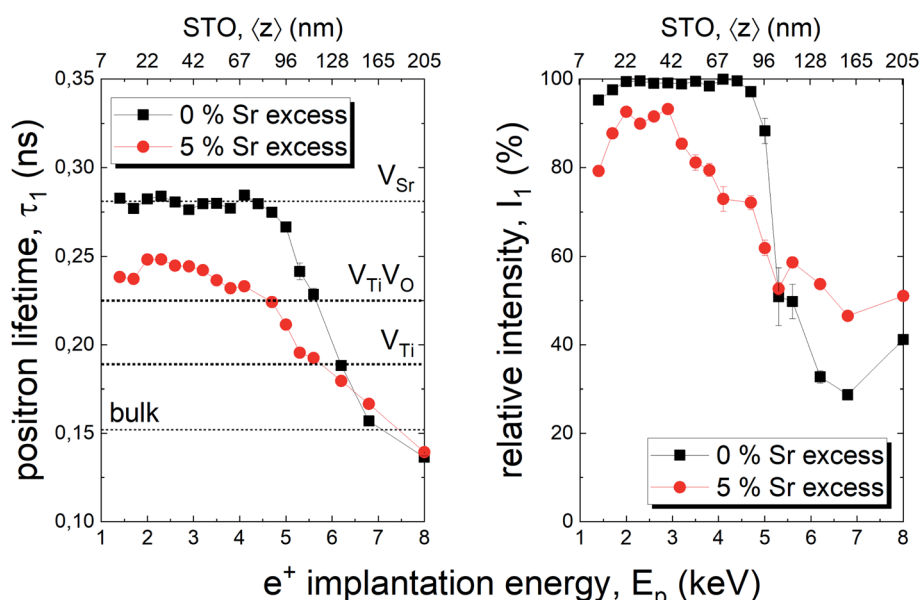 STO, ⟨z⟩ (nm)
7 22 42 67 96 128 165 205
0,35
0,30
0,25
0,20
0,15
0,10
positron lifetime, τ1 (ns)
0 % Sr excess
5 % Sr excess
VSr
VTiVO
VTi
bulk
1 2 3 4 5 6 7 8
STO, ⟨z⟩ (nm)
7 22 42 67 96 128 165 205
100
80
60
40
20
0
relative intensity, I1 (%)
0 % Sr excess
5 % Sr excess
1 2 3 4 5 6 7 8
e+ implantation energy, Ep (keV)